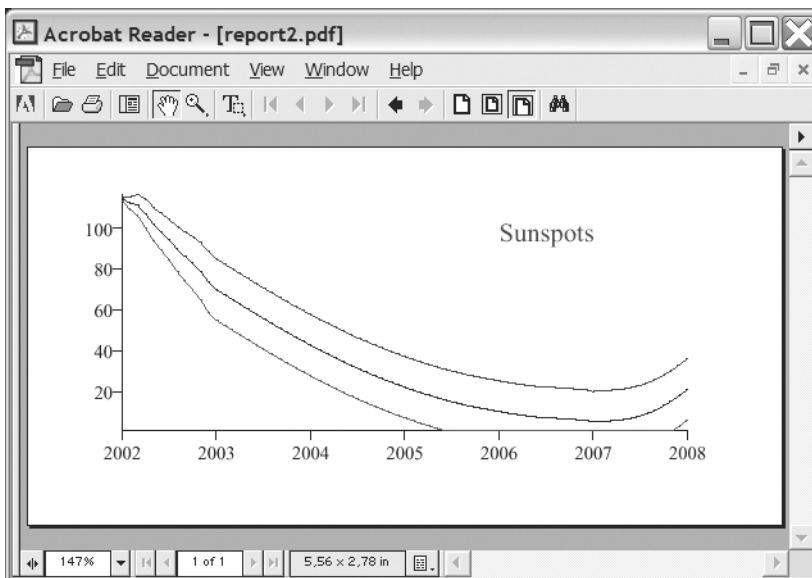 Acrobat Reader - [report2.pdf]
File Edit Document View Window Help
Sunspots
100
80
60
40
20
2002 2003 2004 2005 2006 2007 2008
147% 1 of 1 5,56 x 2,78 in